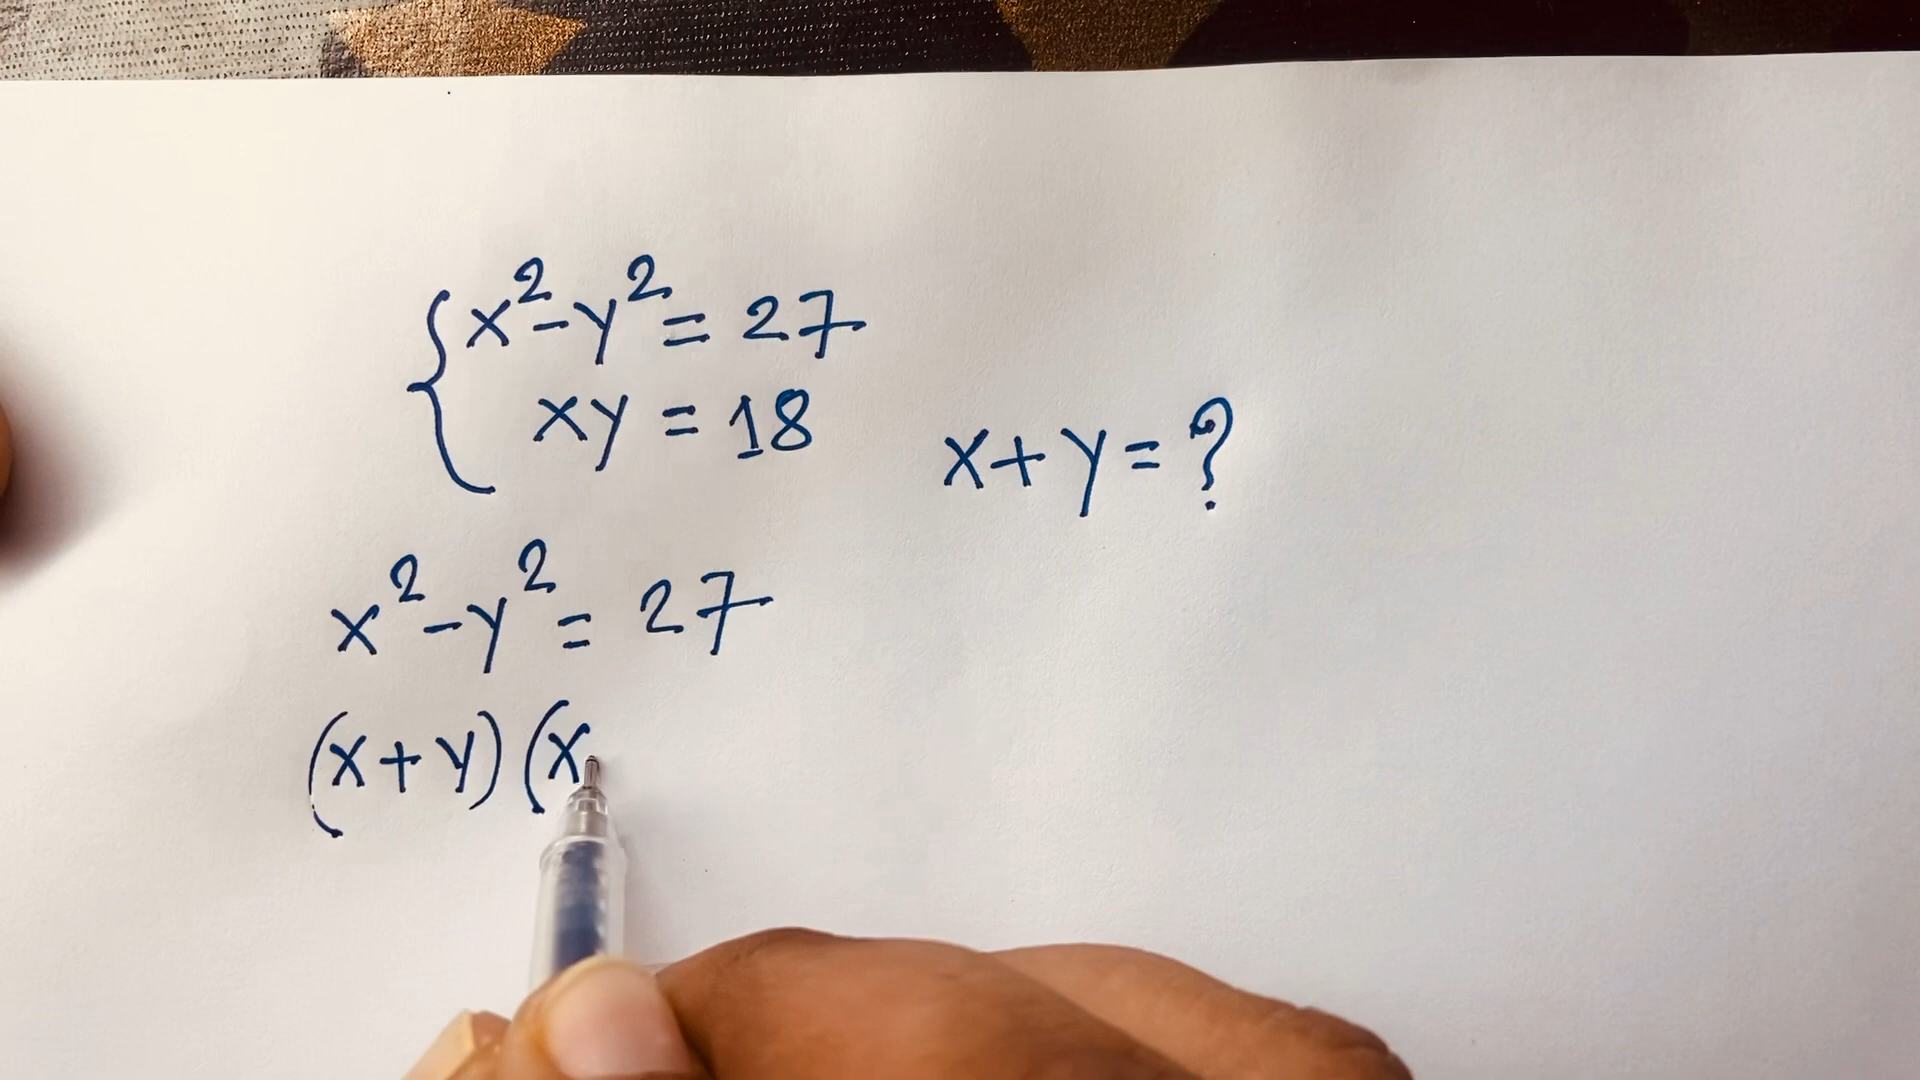 x²-y² = 27
xy = 18
x+y = ?
x²-y² = 27
(x+y)(x